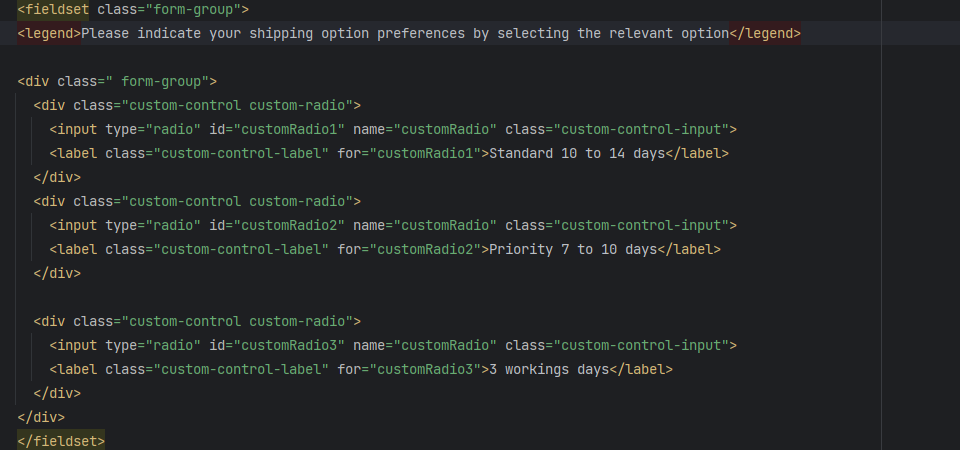 <fieldset class="form-group">
<legend>Please indicate your shipping option preferences by selecting the relevant option</legend>
<div class=" form-group">
<div class="custom-control custom-radio">
<input type="radio" id="customRadio1" name="customRadio" class="custom-control-input">
<label class="custom-control-label" for="customRadio1">Standard 10 to 14 days</label>
</div>
<div class="custom-control custom-radio">
<input type="radio" id="customRadio2" name="customRadio" class="custom-control-input">
<label class="custom-control-label" for="customRadio2">Priority 7 to 10 days</label>
</div>
<div class="custom-control custom-radio">
<input type="radio" id="customRadio3" name="customRadio" class="custom-control-input">
<label class="custom-control-label" for="customRadio3">3 workings days</label>
</div>
</div>
</fieldset>